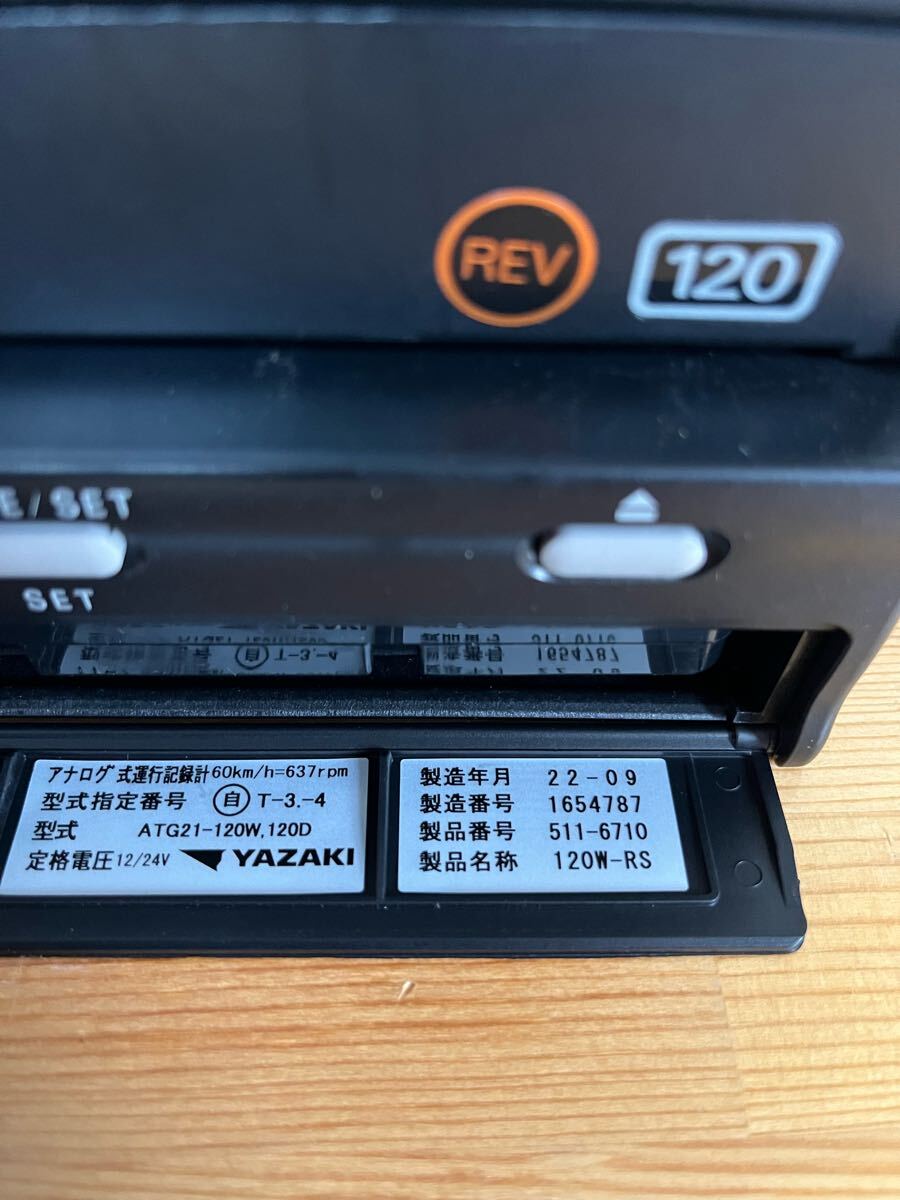 REV
120
E/SET
SET
アナログ式運行記録計60km/h=637rpm
型式指定番号 自 T-3.-4
型式 ATG21-120W,120D
定格電圧12/24V YAZAKI
製造年月 22-09
製造番号 1654787
製品番号 511-6710
製品名称 120W-RS